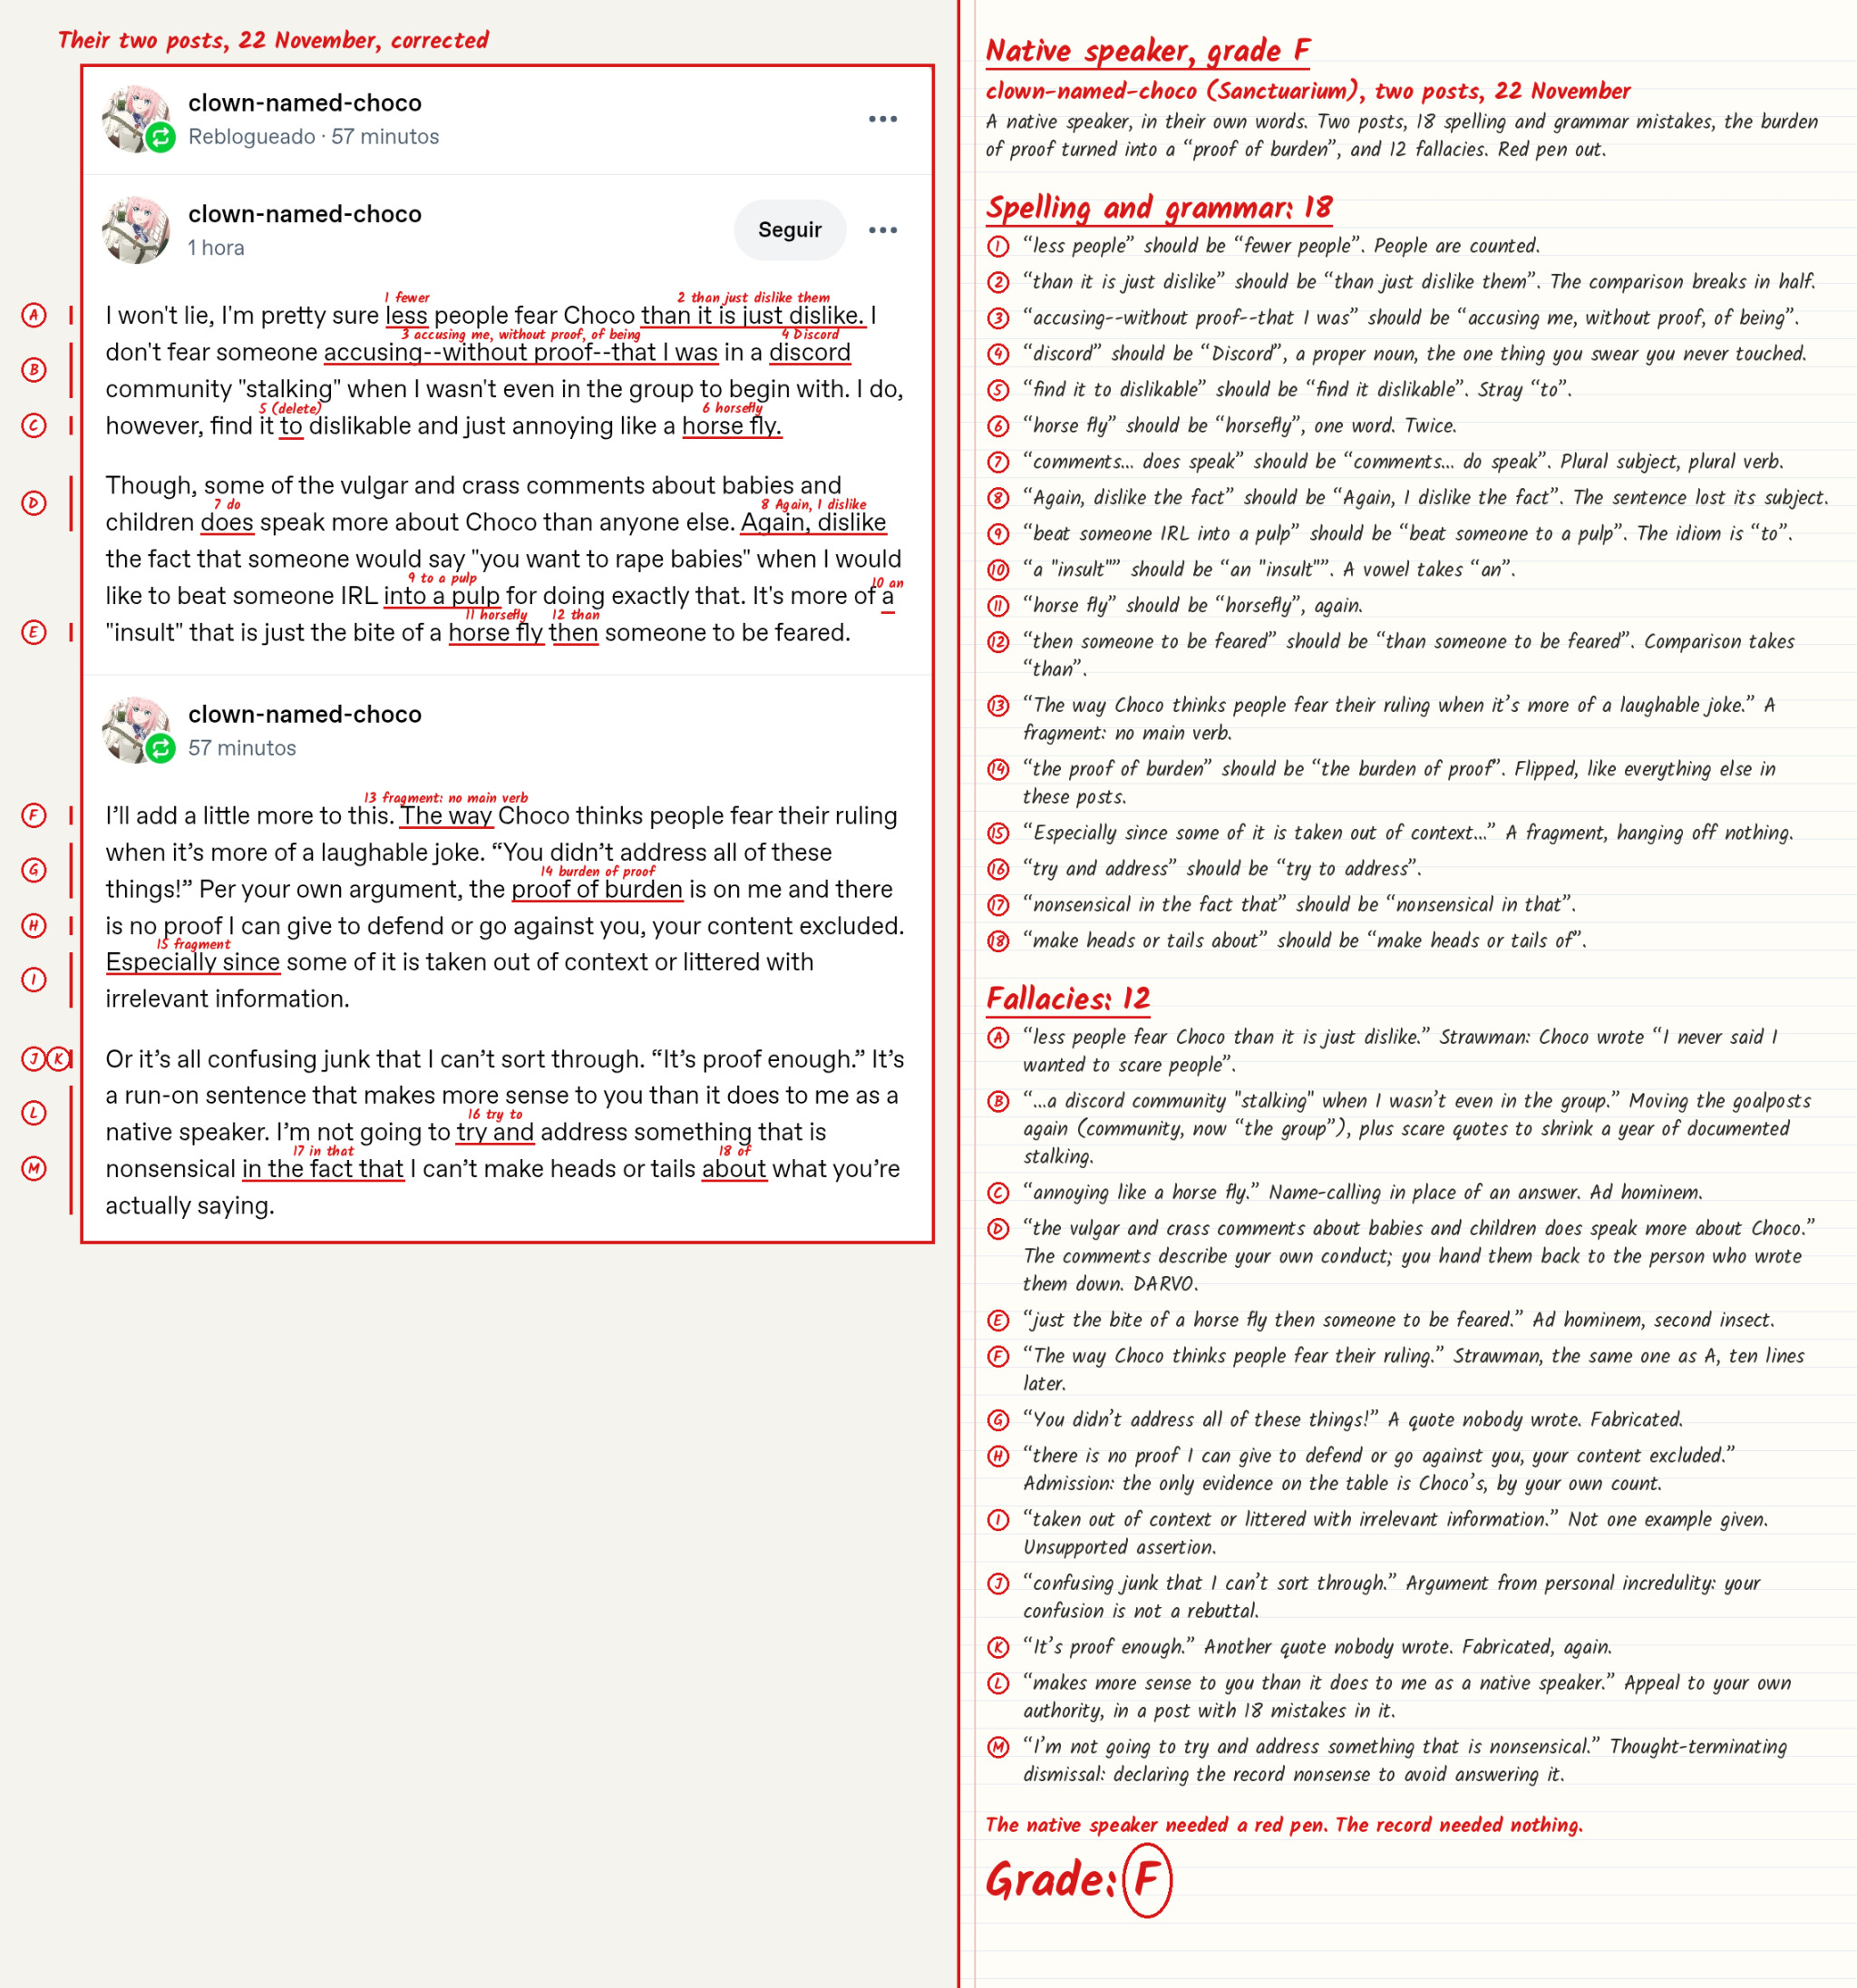 Their two posts, 22 November, corrected
clown-named-choco
Reblogueado · 57 minutos
clown-named-choco
1 hora
Seguir
1 fewer
2 than just dislike them
A
I won't lie, I'm pretty sure less people fear Choco than it is just dislike. I
3 accusing me, without proof, of being
4 Discord
B
don't fear someone accusing--without proof--that I was in a discord
community "stalking" when I wasn't even in the group to begin with. I do,
5 (delete)
6 horsefly
C
however, find it to dislikable and just annoying like a horse fly.
D
Though, some of the vulgar and crass comments about babies and
7 do
8 Again, I dislike
children does speak more about Choco than anyone else. Again, dislike
the fact that someone would say "you want to rape babies" when I would
9 to a pulp
10 an
like to beat someone IRL into a pulp for doing exactly that. It's more of a
11 horsefly
12 than
E
"insult" that is just the bite of a horse fly then someone to be feared.
clown-named-choco
57 minutos
13 fragment: no main verb
F
I’ll add a little more to this. The way Choco thinks people fear their ruling
G
when it’s more of a laughable joke. “You didn’t address all of these
14 burden of proof
things!” Per your own argument, the proof of burden is on me and there
H
is no proof I can give to defend or go against you, your content excluded.
15 fragment
I
Especially since some of it is taken out of context or littered with
irrelevant information.
J K
Or it’s all confusing junk that I can’t sort through. “It’s proof enough.” It’s
L
a run-on sentence that makes more sense to you than it does to me as a
16 try to
native speaker. I’m not going to try and address something that is
17 in that
18 of
M
nonsensical in the fact that I can’t make heads or tails about what you’re
actually saying.
Native speaker, grade F
clown-named-choco (Sanctuarium), two posts, 22 November
A native speaker, in their own words. Two posts, 18 spelling and grammar mistakes, the burden
of proof turned into a “proof of burden”, and 12 fallacies. Red pen out.
Spelling and grammar: 18
1 “less people” should be “fewer people”. People are counted.
2 “than it is just dislike” should be “than just dislike them”. The comparison breaks in half.
3 “accusing--without proof--that I was” should be “accusing me, without proof, of being”.
4 “discord” should be “Discord”, a proper noun, the one thing you swear you never touched.
5 “find it to dislikable” should be “find it dislikable”. Stray “to”.
6 “horse fly” should be “horsefly”, one word. Twice.
7 “comments... does speak” should be “comments... do speak”. Plural subject, plural verb.
8 “Again, dislike the fact” should be “Again, I dislike the fact”. The sentence lost its subject.
9 “beat someone IRL into a pulp” should be “beat someone to a pulp”. The idiom is “to”.
10 “a "insult"” should be “an "insult"”. A vowel takes “an”.
11 “horse fly” should be “horsefly”, again.
12 “then someone to be feared” should be “than someone to be feared”. Comparison takes
“than”.
13 “The way Choco thinks people fear their ruling when it’s more of a laughable joke.” A
fragment: no main verb.
14 “the proof of burden” should be “the burden of proof”. Flipped, like everything else in
these posts.
15 “Especially since some of it is taken out of context...” A fragment, hanging off nothing.
16 “try and address” should be “try to address”.
17 “nonsensical in the fact that” should be “nonsensical in that”.
18 “make heads or tails about” should be “make heads or tails of”.
Fallacies: 12
A “less people fear Choco than it is just dislike.” Strawman: Choco wrote “I never said I
wanted to scare people”.
B “...a discord community "stalking" when I wasn’t even in the group.” Moving the goalposts
again (community, now “the group”), plus scare quotes to shrink a year of documented
stalking.
C “annoying like a horse fly.” Name-calling in place of an answer. Ad hominem.
D “the vulgar and crass comments about babies and children does speak more about Choco.”
The comments describe your own conduct; you hand them back to the person who wrote
them down. DARVO.
E “just the bite of a horse fly then someone to be feared.” Ad hominem, second insect.
F “The way Choco thinks people fear their ruling.” Strawman, the same one as A, ten lines
later.
G “You didn’t address all of these things!” A quote nobody wrote. Fabricated.
H “there is no proof I can give to defend or go against you, your content excluded.”
Admission: the only evidence on the table is Choco’s, by your own count.
I “taken out of context or littered with irrelevant information.” Not one example given.
Unsupported assertion.
J “confusing junk that I can’t sort through.” Argument from personal incredulity: your
confusion is not a rebuttal.
K “It’s proof enough.” Another quote nobody wrote. Fabricated, again.
L “makes more sense to you than it does to me as a native speaker.” Appeal to your own
authority, in a post with 18 mistakes in it.
M “I’m not going to try and address something that is nonsensical.” Thought-terminating
dismissal: declaring the record nonsense to avoid answering it.
The native speaker needed a red pen. The record needed nothing.
Grade: F